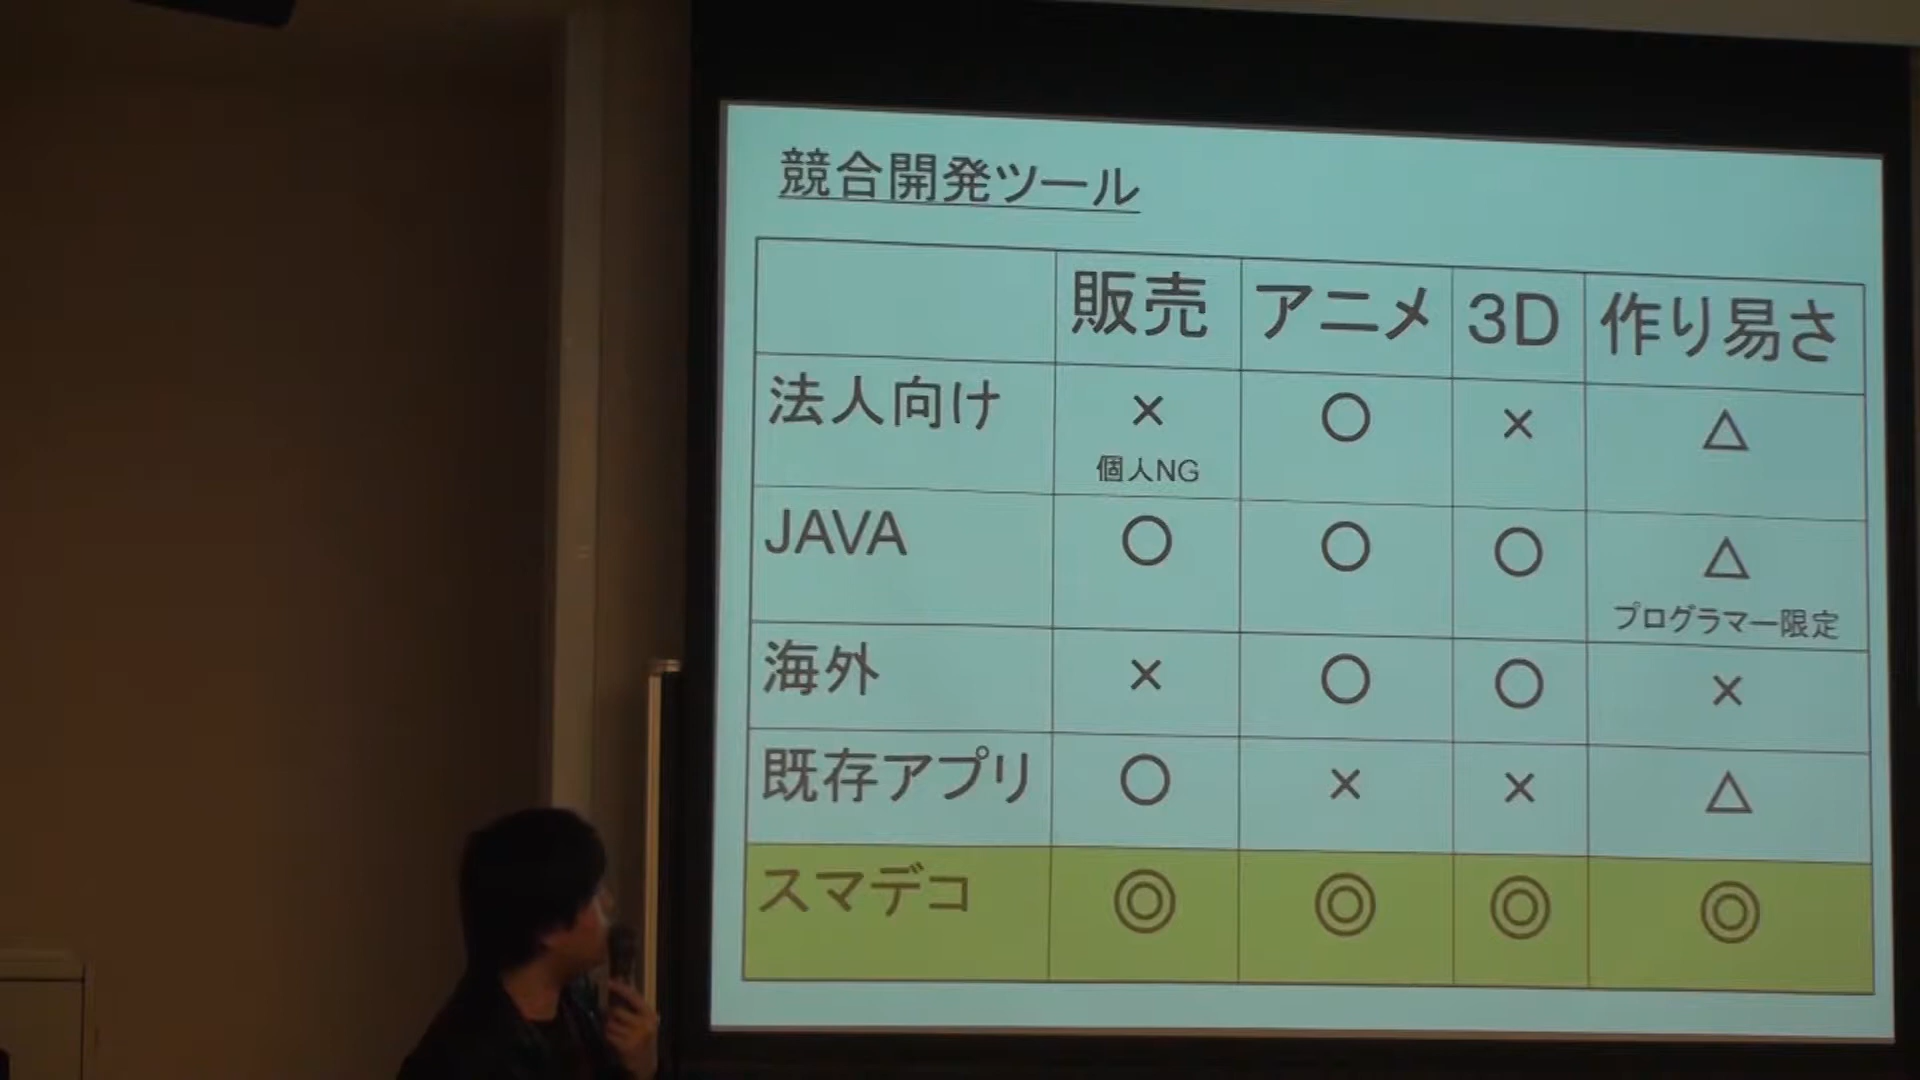 競合開発ツール
販売 アニメ 3D 作り易さ
法人向け × ○ × △
個人NG
JAVA ○ ○ ○ △
プログラマー限定
海外 × ○ ○ ×
既存アプリ ○ × × △
スマデコ ◎ ◎ ◎ ◎